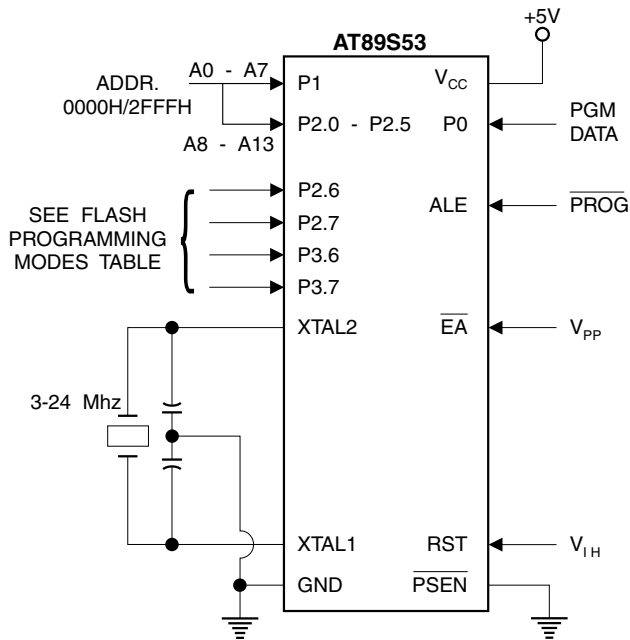 +5V
AT89S53
A0 - A7
ADDR.
0000H/2FFFH
A8 - A13
P1
P2.0 - P2.5
VCC
P0
PGM
DATA
SEE FLASH
PROGRAMMING
MODES TABLE
P2.6
P2.7
P3.6
P3.7
ALE
PROG
XTAL2
EA
VPP
3-24 Mhz
XTAL1
RST
VI H
GND
PSEN